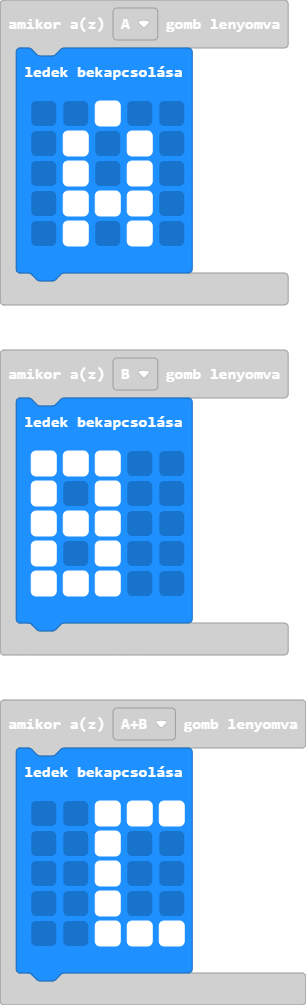 amikor a(z) A gomb lenyomva
ledek bekapcsolása
amikor a(z) B gomb lenyomva
ledek bekapcsolása
amikor a(z) A+B gomb lenyomva
ledek bekapcsolása